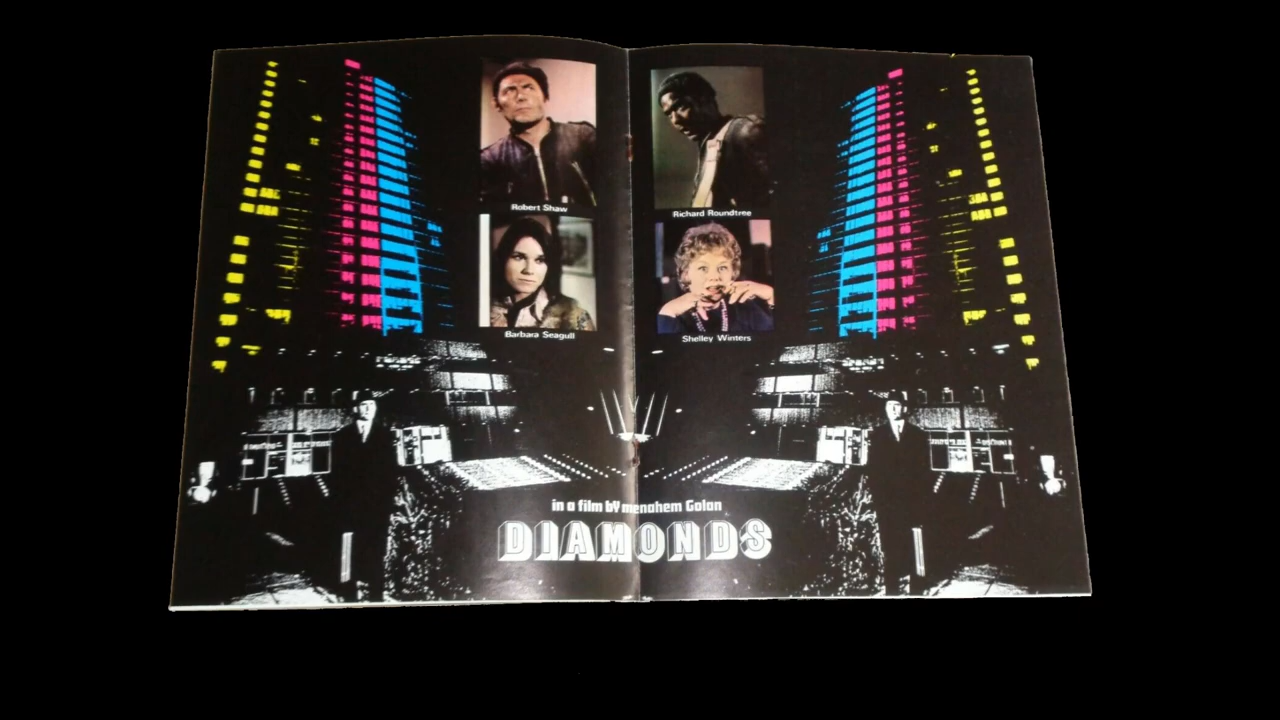 Robert Shaw
Richard Roundtree
Barbara Seagull
Shelley Winters
in a film by menahem Golan
DIAMONDS